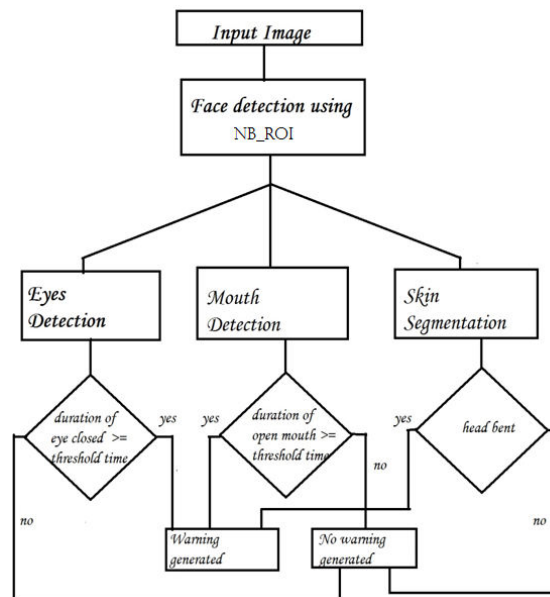 Input Image
Face detection using
NB_ROI
Eyes
Detection
Mouth
Detection
Skin
Segmentation
duration of
eye closed >=
threshold time
yes
no
yes
duration of
open mouth >=
threshold time
no
yes
head bent
no
Warning
generated
No warning
generated